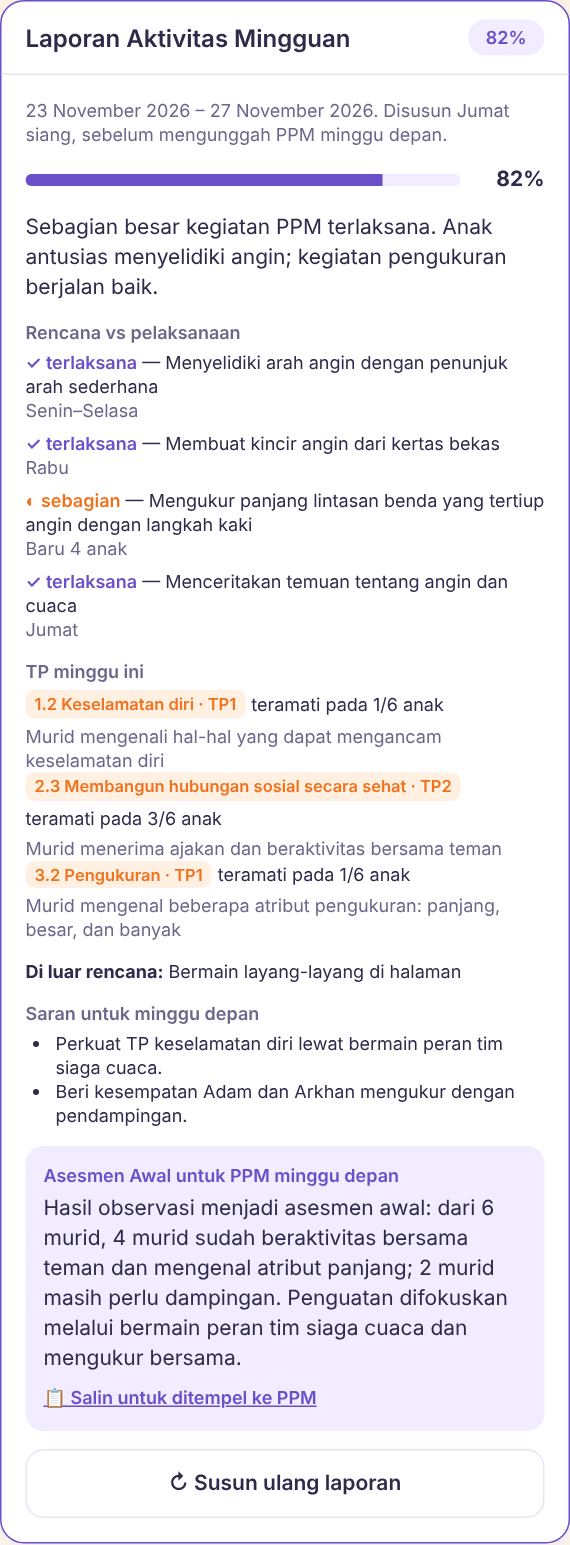 Laporan Aktivitas Mingguan
82%
23 November 2026 – 27 November 2026. Disusun Jumat
siang, sebelum mengunggah PPM minggu depan.
82%
Sebagian besar kegiatan PPM terlaksana. Anak
antusias menyelidiki angin; kegiatan pengukuran
berjalan baik.
Rencana vs pelaksanaan
✓ terlaksana — Menyelidiki arah angin dengan penunjuk
arah sederhana
Senin–Selasa
✓ terlaksana — Membuat kincir angin dari kertas bekas
Rabu
◖ sebagian — Mengukur panjang lintasan benda yang tertiup
angin dengan langkah kaki
Baru 4 anak
✓ terlaksana — Menceritakan temuan tentang angin dan
cuaca
Jumat
TP minggu ini
1.2 Keselamatan diri · TP1 teramati pada 1/6 anak
Murid mengenali hal-hal yang dapat mengancam
keselamatan diri
2.3 Membangun hubungan sosial secara sehat · TP2
teramati pada 3/6 anak
Murid menerima ajakan dan beraktivitas bersama teman
3.2 Pengukuran · TP1 teramati pada 1/6 anak
Murid mengenal beberapa atribut pengukuran: panjang,
besar, dan banyak
Di luar rencana: Bermain layang-layang di halaman
Saran untuk minggu depan
• Perkuat TP keselamatan diri lewat bermain peran tim
siaga cuaca.
• Beri kesempatan Adam dan Arkhan mengukur dengan
pendampingan.
Asesmen Awal untuk PPM minggu depan
Hasil observasi menjadi asesmen awal: dari 6
murid, 4 murid sudah beraktivitas bersama
teman dan mengenal atribut panjang; 2 murid
masih perlu dampingan. Penguatan difokuskan
melalui bermain peran tim siaga cuaca dan
mengukur bersama.
📋 Salin untuk ditempel ke PPM
↻ Susun ulang laporan